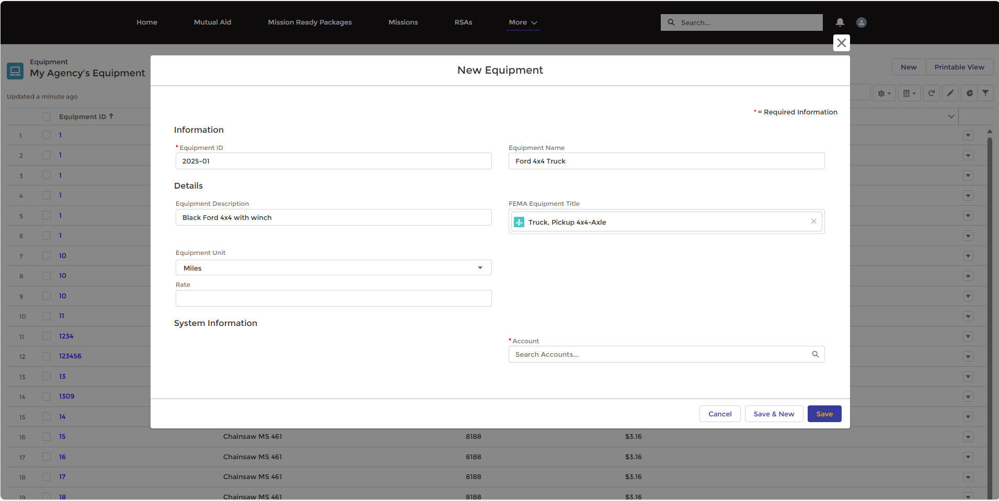 Home Mutual Aid Mission Ready Packages Missions RSAs More Search...
Equipment
My Agency's Equipment
New Printable View
Updated a minute ago
Equipment ID
New Equipment
* = Required Information
Information
* Equipment ID Equipment Name
2025-01 Ford 4x4 Truck
Details
Equipment Description FEMA Equipment Title
Black Ford 4x4 with winch Truck, Pickup 4x4-Axle
Equipment Unit
Miles
Rate
System Information
* Account
Search Accounts...
Cancel Save & New Save
1 1
2 1
3 1
4 1
5 1
6 1
7 10
8 10
9 10
10 11
11 1234
12 123456
13 13
14 1309
15 14
16 15 Chainsaw MS 461 8188 $3.16
17 16 Chainsaw MS 461 8188 $3.16
18 17 Chainsaw MS 461 8188 $3.16
19 18 Chainsaw MS 461 8188 $3.16